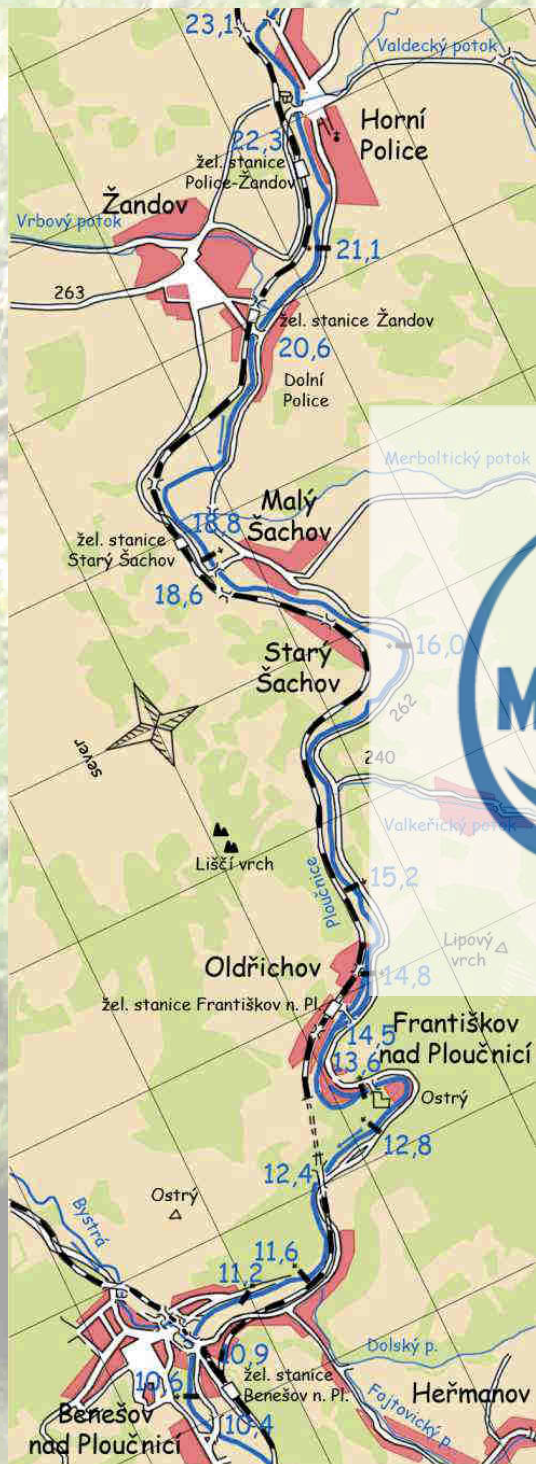 23,1
Valdecký potok
Horní
Police
22,3
žel. stanice
Police-Žandov
Žandov
Vrbový potok
21,1
263
žel. stanice Žandov
20,6
Dolní
Police
Merboltický potok
Malý
Šachov
18,8
žel. stanice
Starý Šachov
18,6
Starý
Šachov
16,0
M
262
sever
240
Valkeřický potok
Liščí vrch
Ploučnice
15,2
Oldřichov
Lipový
vrch
14,8
žel. stanice Františkov n. Pl.
Františkov
nad Ploučnicí
14,5
13,6
Ostrý
12,8
12,4
Ostrý
Bystrá
11,6
11,2
Dolský p.
10,9
žel. stanice
Benešov n. Pl.
10,6
Heřmanov
Fojtovický p.
Benešov
nad Ploučnicí
10,4